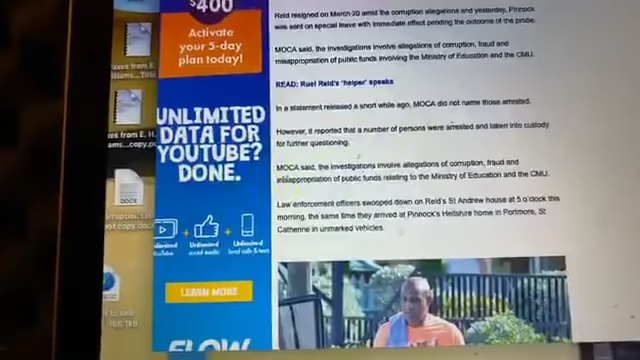 $400
Activate
your 5-day
plan today!
UNLIMITED
DATA FOR
YOUTUBE?
DONE.
Unlimited
social media
LEARN MORE
FLOW
Reid resigned on March 20 amid the corruption allegations and yesterday, Pinnock
was sent on special leave with immediate effect pending the outcome of the probe.
MOCA said, the investigations involve allegations of corruption, fraud and
misappropriation of public funds involving the Ministry of Education and the CMU.
READ: Ruel Reid's 'helper' speaks
In a statement released a short while ago, MOCA did not name those arrested.
However, it reported that a number of persons were arrested and taken into custody
for further questioning.
MOCA said, the investigations involve allegations of corruption, fraud and
misappropriation of public funds relating to the Ministry of Education and the CMU.
Law enforcement officers swooped down on Reid's St Andrew house at 5 o'clock this
morning, the same time they arrived at Pinnock's Hellshire home in Portmore, St
Catherine in unmarked vehicles.
DOCX